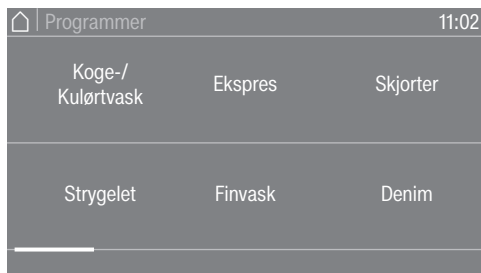 Programmer 11:02
Koge-/
Kulørtvask
Ekspres
Skjorter
Strygelet
Finvask
Denim